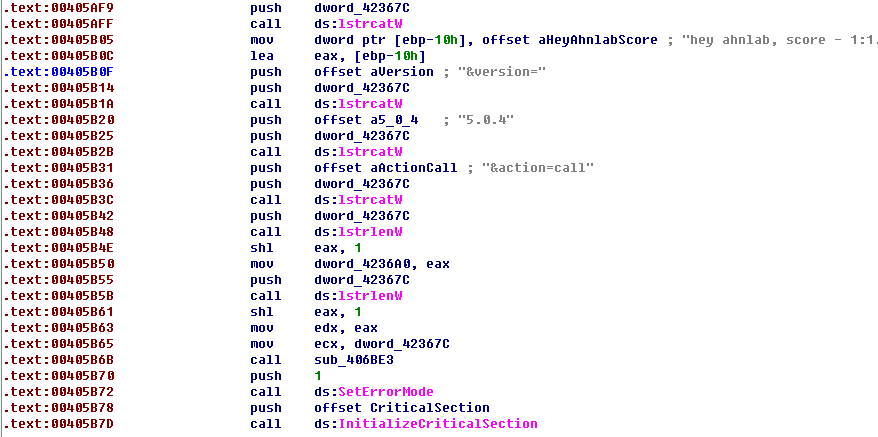 .text:00405AF9 push dword_42367C
.text:00405AFF call ds:lstrcatW
.text:00405B05 mov dword ptr [ebp-10h], offset aHeyAhnlabScore ; "hey ahnlab, score - 1:1.
.text:00405B0C lea eax, [ebp-10h]
.text:00405B0F push offset aVersion ; "&version="
.text:00405B14 push dword_42367C
.text:00405B1A call ds:lstrcatW
.text:00405B20 push offset a5_0_4 ; "5.0.4"
.text:00405B25 push dword_42367C
.text:00405B2B call ds:lstrcatW
.text:00405B31 push offset aActionCall ; "&action=call"
.text:00405B36 push dword_42367C
.text:00405B3C call ds:lstrcatW
.text:00405B42 push dword_42367C
.text:00405B48 call ds:lstrlenW
.text:00405B4E shl eax, 1
.text:00405B50 mov dword_4236A0, eax
.text:00405B55 push dword_42367C
.text:00405B5B call ds:lstrlenW
.text:00405B61 shl eax, 1
.text:00405B63 mov edx, eax
.text:00405B65 mov ecx, dword_42367C
.text:00405B6B call sub_406BE3
.text:00405B70 push 1
.text:00405B72 call ds:SetErrorMode
.text:00405B78 push offset CriticalSection
.text:00405B7D call ds:InitializeCriticalSection